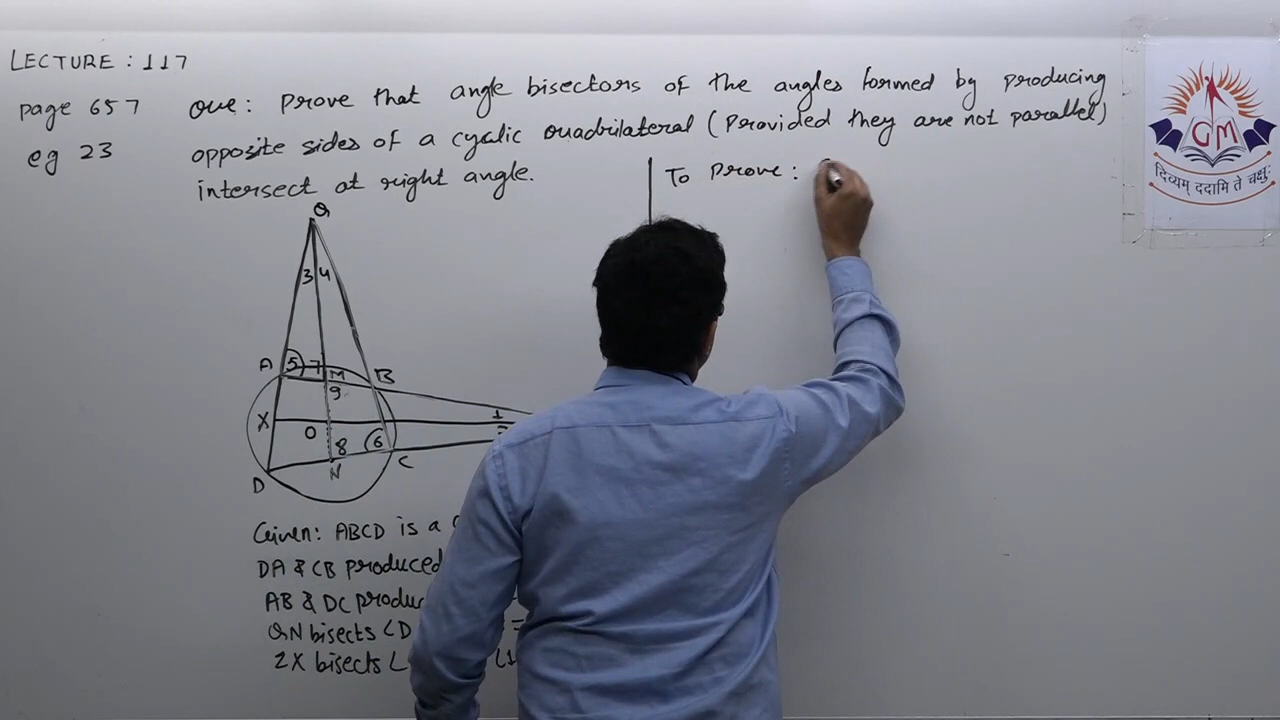 LECTURE : 117
page 657
eg 23
Que : Prove that angle bisectors of the angles formed by producing
opposite sides of a cyclic Quadrilateral (Provided they are not parallel)
intersect at right angle.
To Prove :
Q
3 4
A 5 7 M B
9
X 1
O 8 6
D N C
Given : ABCD is a
DA & CB produced
AB & DC
QN bisects ∠D =
ZX bisects ∠ ∠1
GM
दिव्यम् ददामि ते चक्षुः